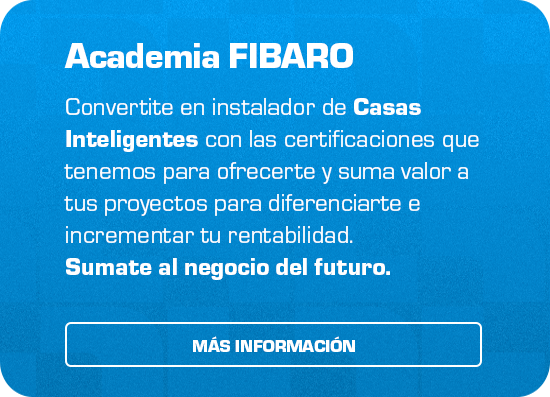 Academia FIBARO
Convertite en instalador de Casas
Inteligentes con las certificaciones que
tenemos para ofrecerte y suma valor a
tus proyectos para diferenciarte e
incrementar tu rentabilidad.
Sumate al negocio del futuro.
MÁS INFORMACIÓN